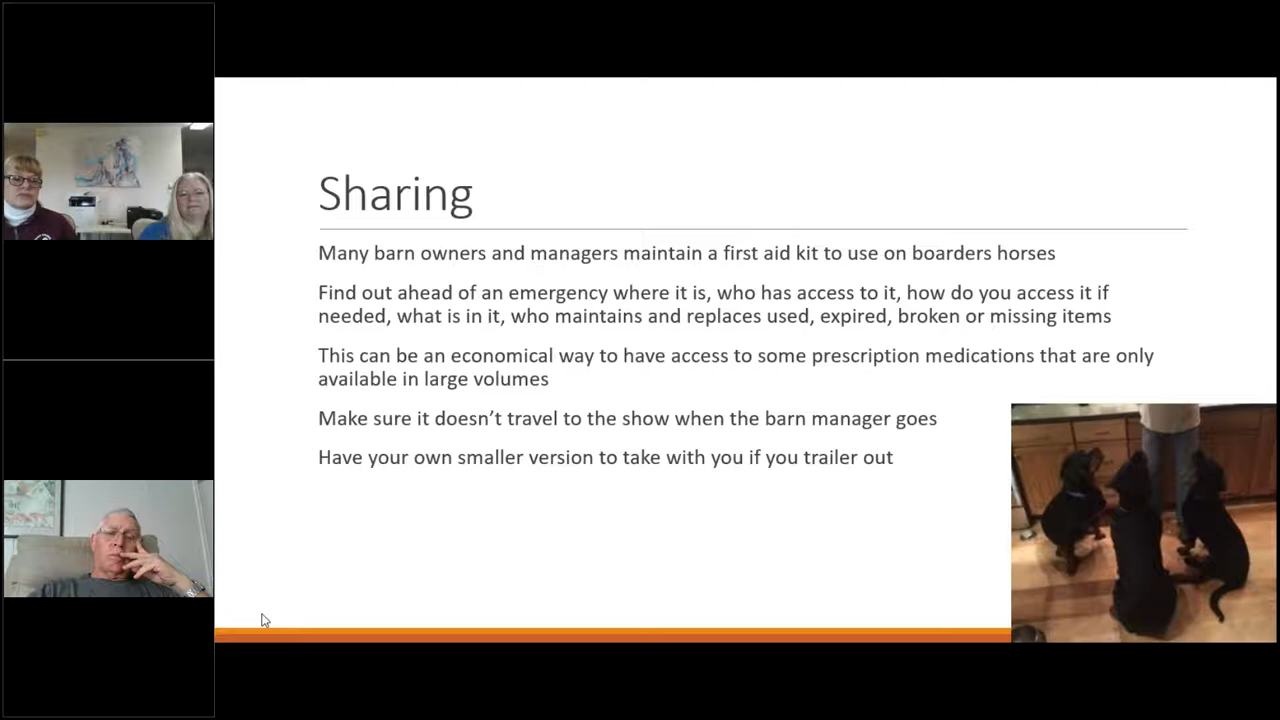 Sharing
Many barn owners and managers maintain a first aid kit to use on boarders horses
Find out ahead of an emergency where it is, who has access to it, how do you access it if
needed, what is in it, who maintains and replaces used, expired, broken or missing items
This can be an economical way to have access to some prescription medications that are only
available in large volumes
Make sure it doesn’t travel to the show when the barn manager goes
Have your own smaller version to take with you if you trailer out